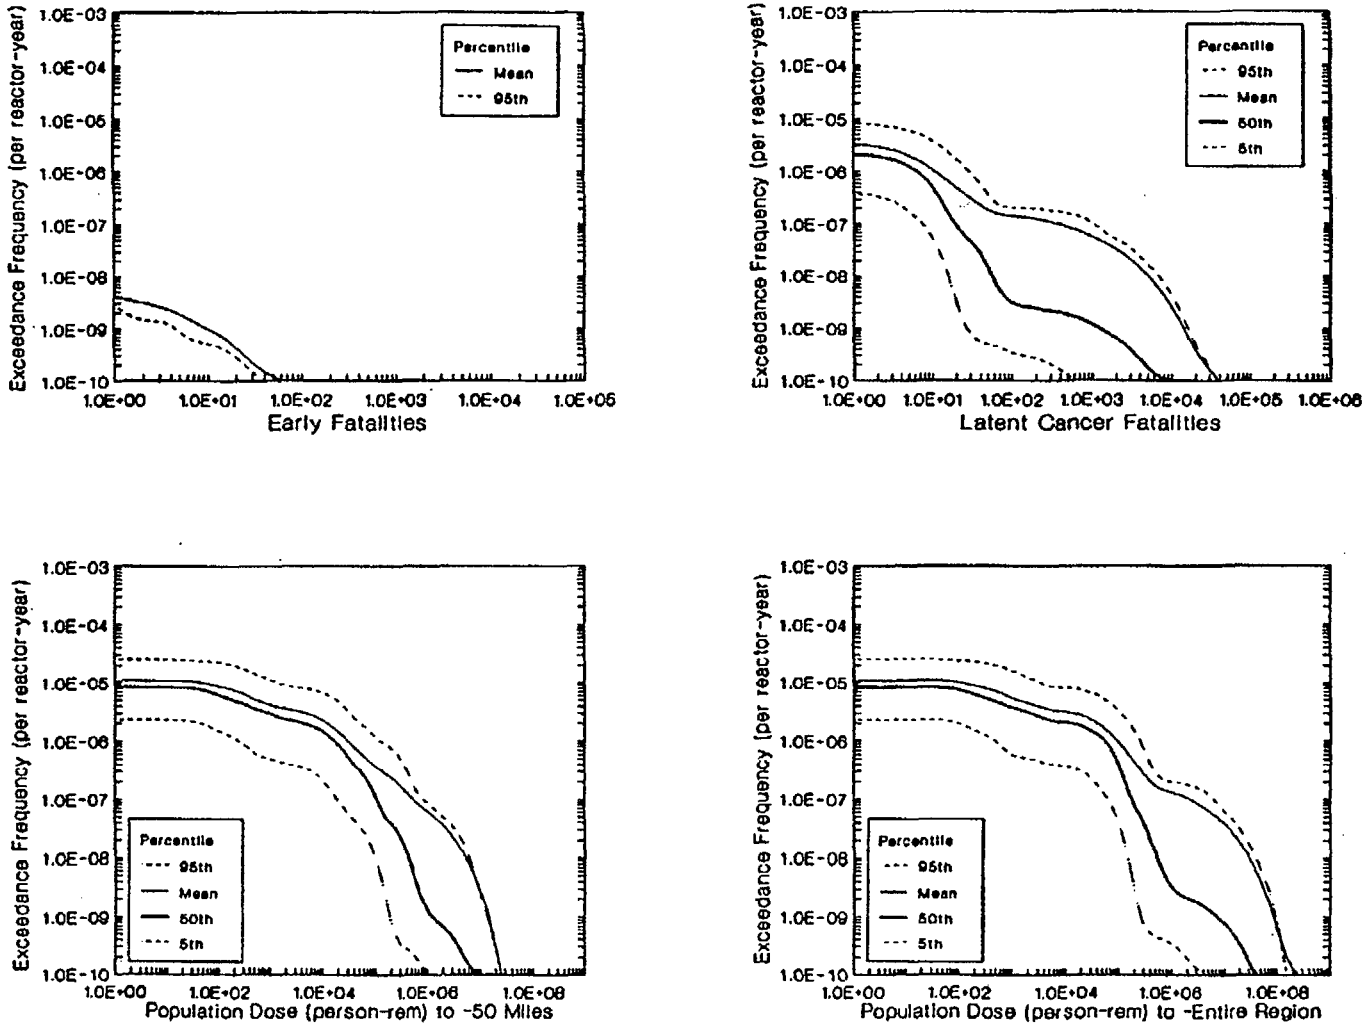 Exceedance Frequency (per reactor-year)
1.0E-03
1.0E-04
1.0E-05
1.0E-06
1.0E-07
1.0E-08
1.0E-09
1.0E-10
Percentile
Mean
95th
1.0E+00 1.0E+01 1.0E+02 1.0E+03 1.0E+04 1.0E+05
Early Fatalities
Exceedance Frequency (per reactor-year)
1.0E-03
1.0E-04
1.0E-05
1.0E-06
1.0E-07
1.0E-08
1.0E-09
1.0E-10
Percentile
95th
Mean
50th
5th
1.0E+00 1.0E+01 1.0E+02 1.0E+03 1.0E+04 1.0E+05 1.0E+06
Latent Cancer Fatalities
Exceedance Frequency (per reactor-year)
1.0E-03
1.0E-04
1.0E-05
1.0E-06
1.0E-07
1.0E-08
1.0E-09
1.0E-10
Percentile
95th
Mean
50th
5th
1.0E+00 1.0E+02 1.0E+04 1.0E+06 1.0E+08
Population Dose (person-rem) to -50 Miles
Exceedance Frequency (per reactor-year)
1.0E-03
1.0E-04
1.0E-05
1.0E-06
1.0E-07
1.0E-08
1.0E-09
1.0E-10
Percentile
95th
Mean
50th
5th
1.0E+00 1.0E+02 1.0E+04 1.0E+06 1.0E+08
Population Dose (person-rem) to -Entire Region